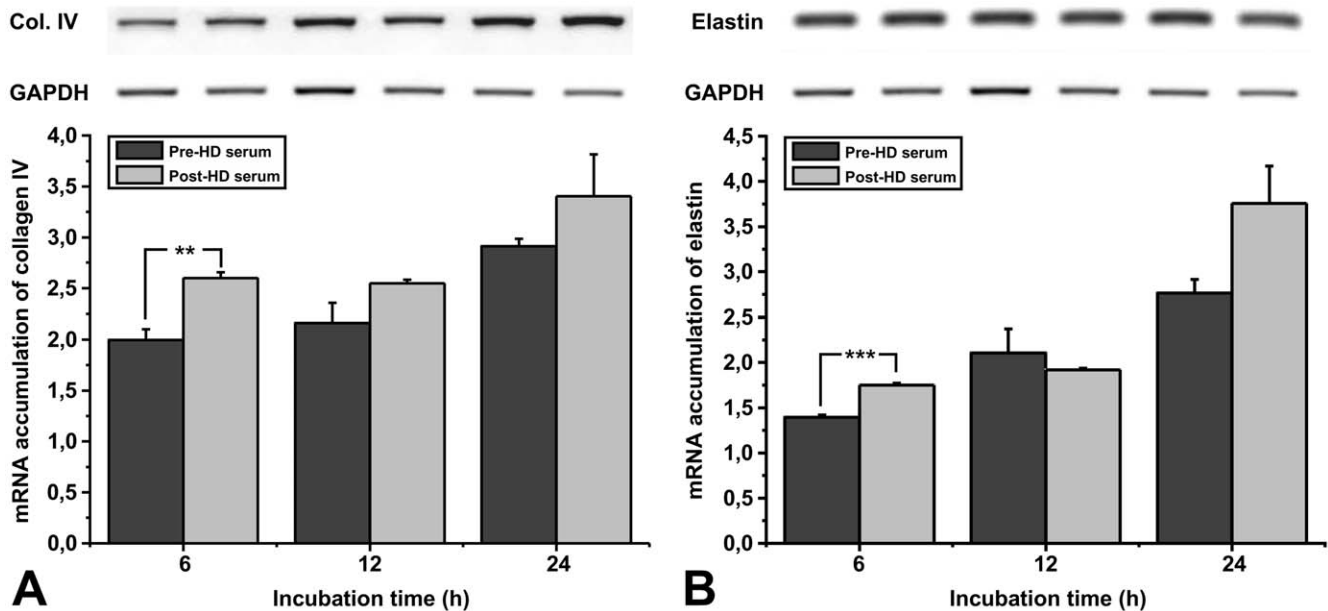 Col. IV
GAPDH
mRNA accumulation of collagen IV
4,0
3,5
3,0
2,5
2,0
1,5
1,0
0,5
0,0
Pre-HD serum
Post-HD serum
**
6 12 24
Incubation time (h)
A
Elastin
GAPDH
mRNA accumulation of elastin
4,5
4,0
3,5
3,0
2,5
2,0
1,5
1,0
0,5
0,0
Pre-HD serum
Post-HD serum
***
6 12 24
Incubation time (h)
B